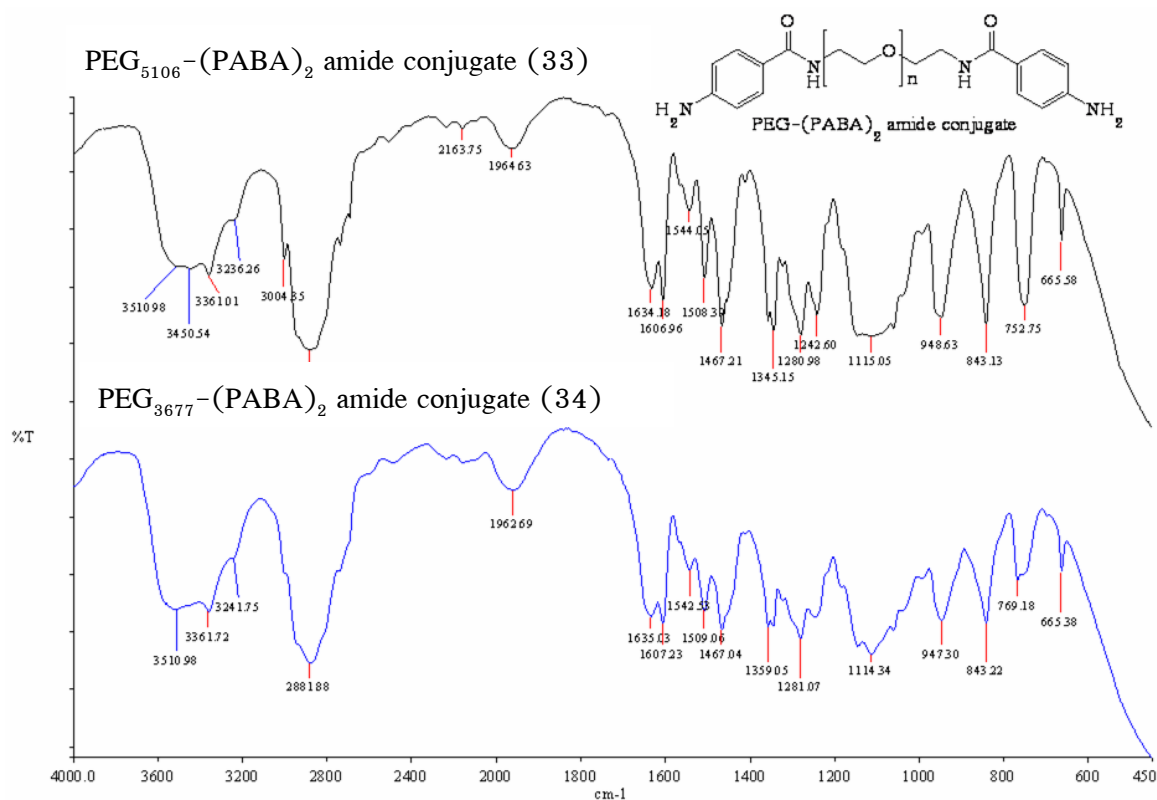 PEG5106-(PABA)2 amide conjugate (33)
O
O
N
H
O
n
N
H
H2N
NH2
PEG-(PABA)2 amide conjugate
2163.75
1964.63
3510.98
3450.54
3361.01
3236.26
3004.35
1634.18
1606.96
1544.05
1508.39
1467.21
1345.15
1280.98
1242.60
1115.05
948.63
843.13
752.75
665.58
PEG3677-(PABA)2 amide conjugate (34)
%T
3510.98
3361.72
3241.75
2881.88
1962.69
1635.03
1607.23
1542.53
1509.06
1467.04
1359.05
1281.07
1114.34
947.30
843.22
769.18
665.38
4000.0 3600 3200 2800 2400 2000 1800 1600 1400 1200 1000 800 600 450.0
cm-1